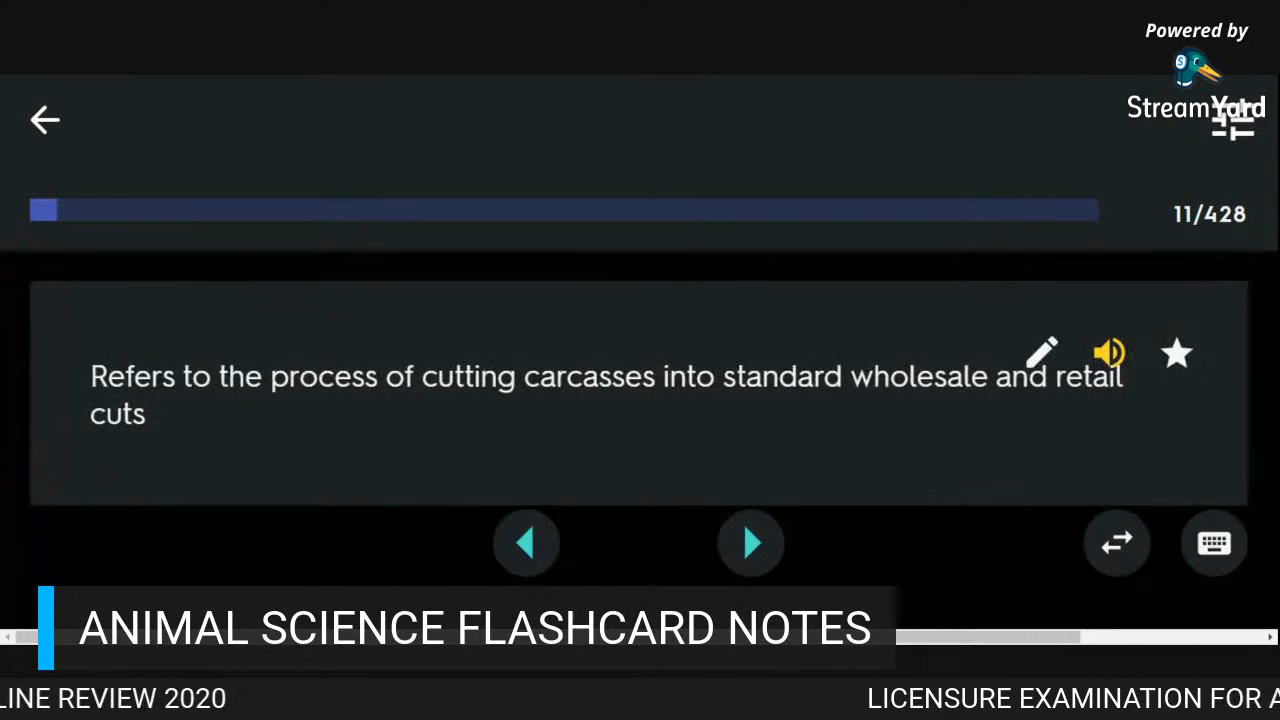 Powered by
StreamYard
11/428
Refers to the process of cutting carcasses into standard wholesale and retail
cuts
ANIMAL SCIENCE FLASHCARD NOTES
LINE REVIEW 2020
LICENSURE EXAMINATION FOR A